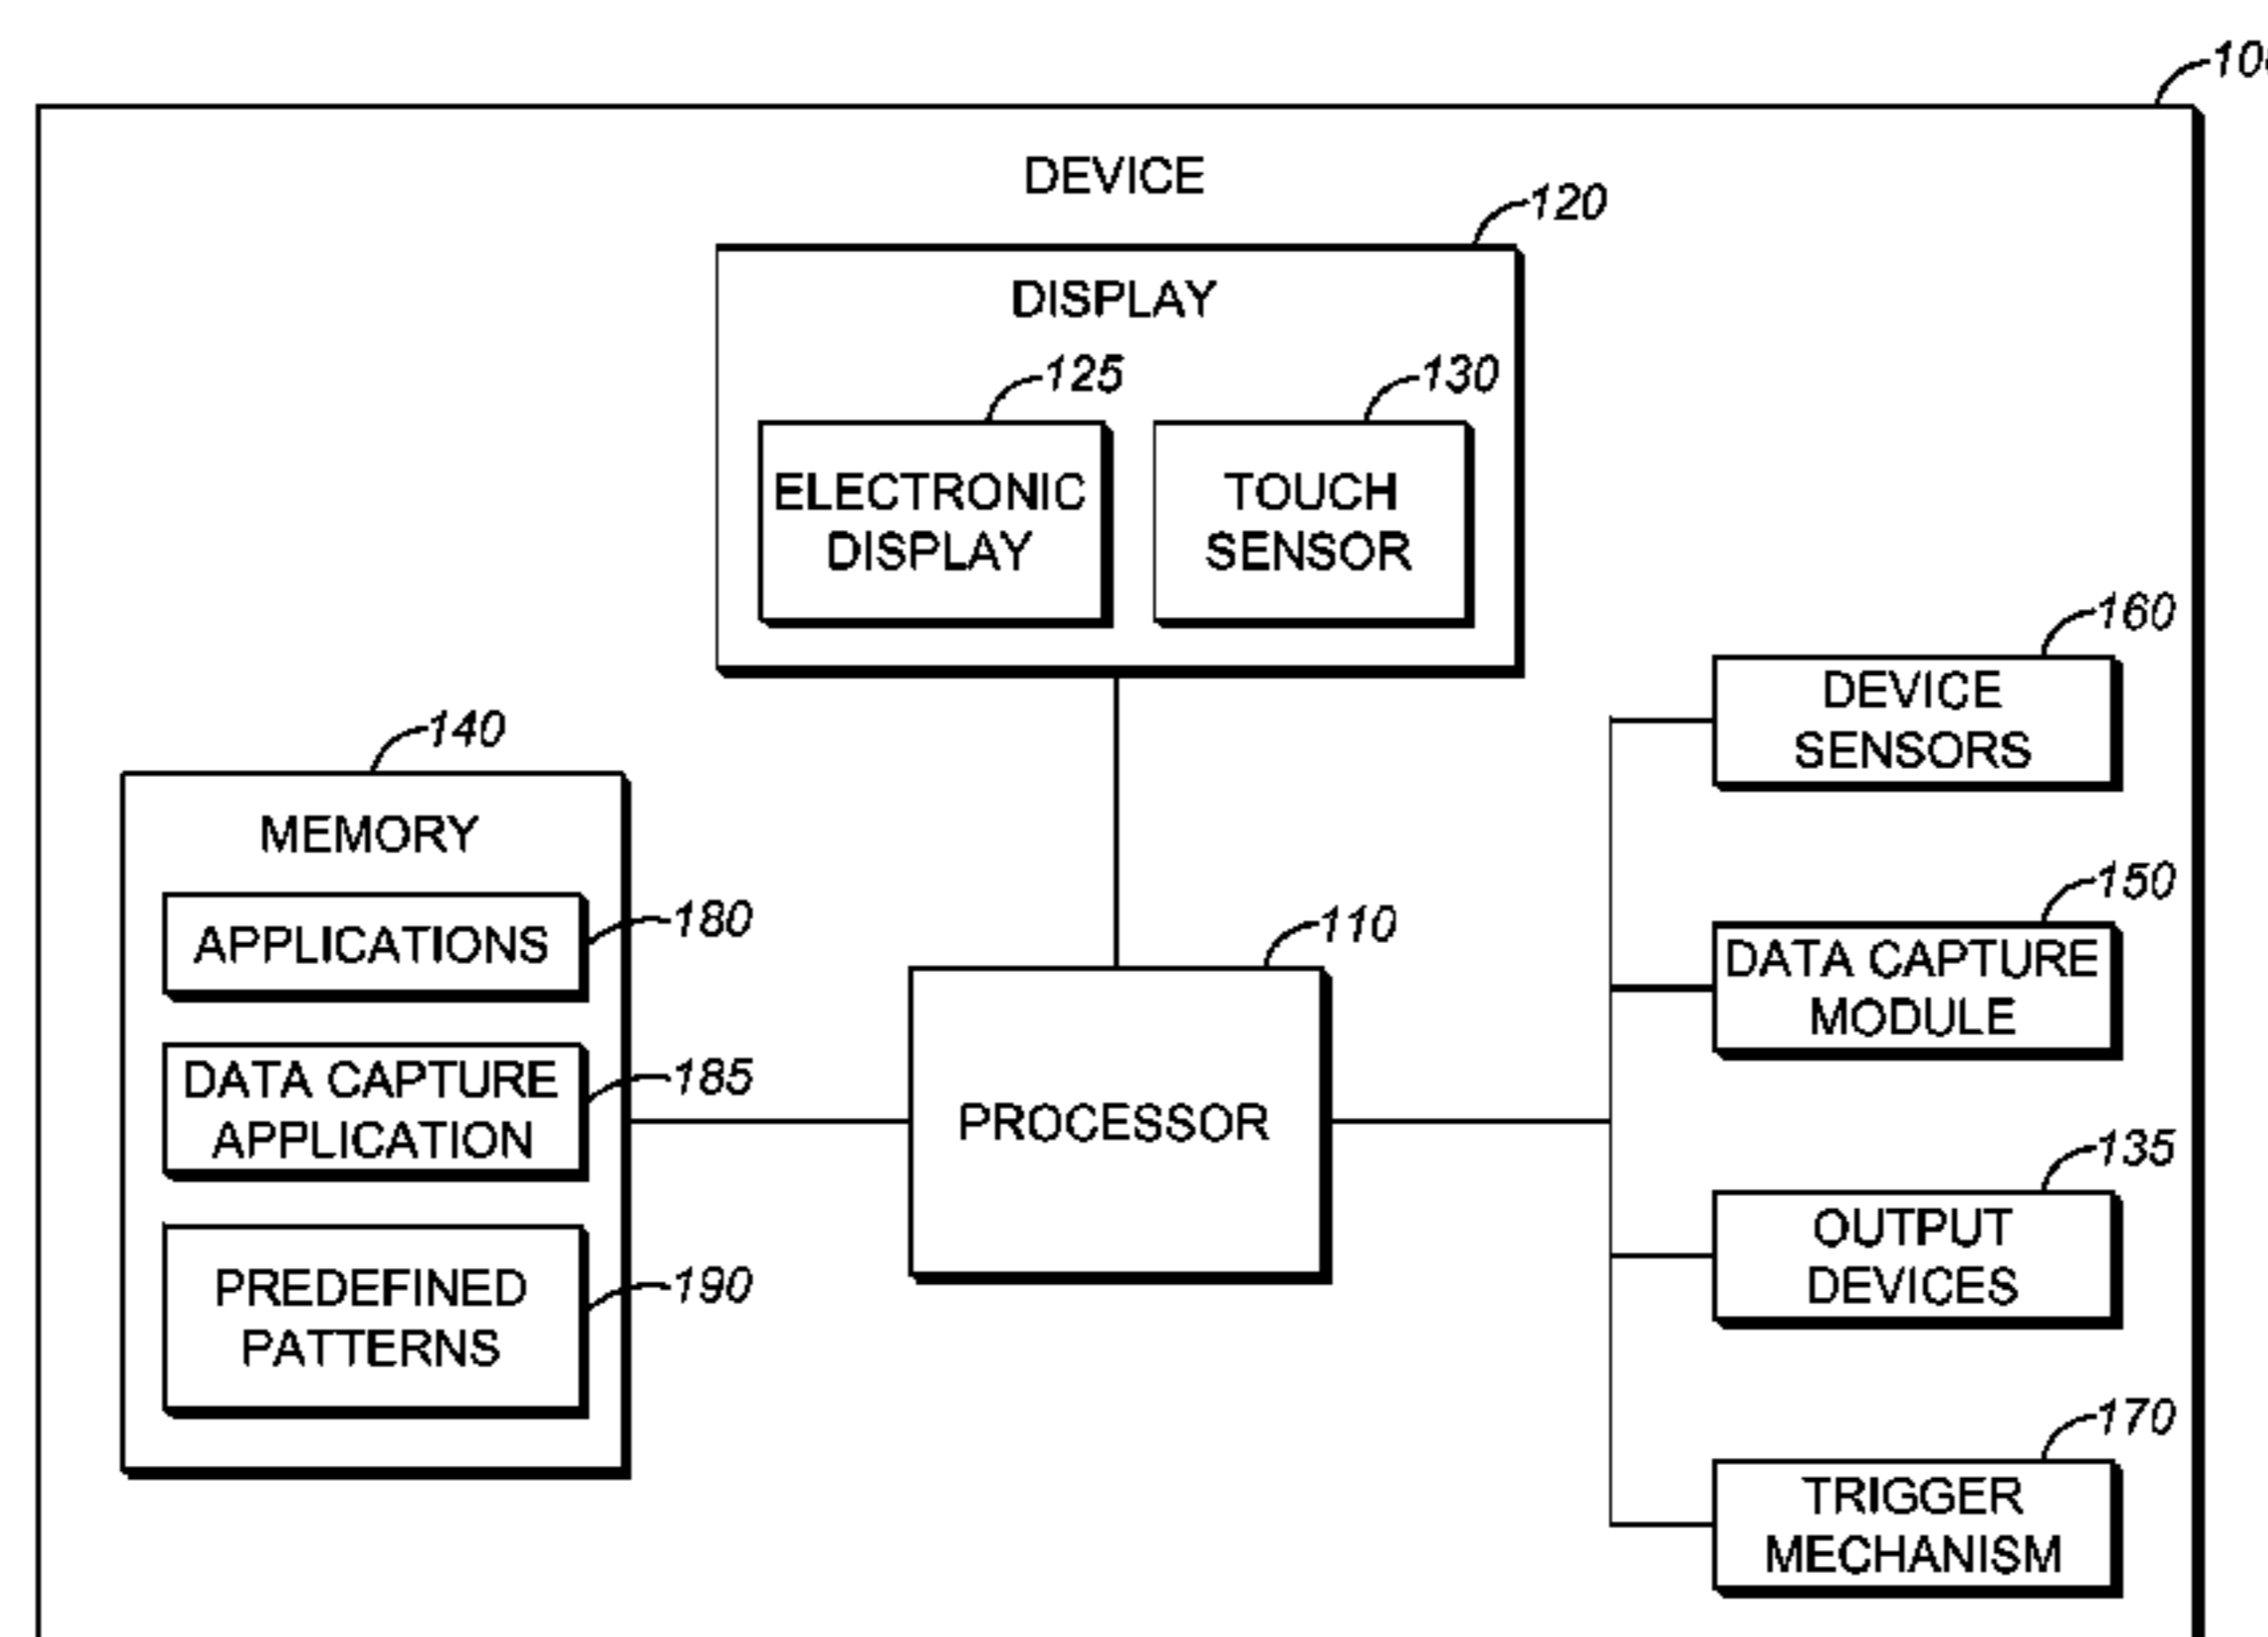 DEVICE
120
DISPLAY
125
130
ELECTRONIC
DISPLAY
TOUCH
SENSOR
160
DEVICE
SENSORS
140
MEMORY
180
APPLICATIONS
185
DATA CAPTURE
APPLICATION
190
PREDEFINED
PATTERNS
110
PROCESSOR
150
DATA CAPTURE
MODULE
135
OUTPUT
DEVICES
170
TRIGGER
MECHANISM